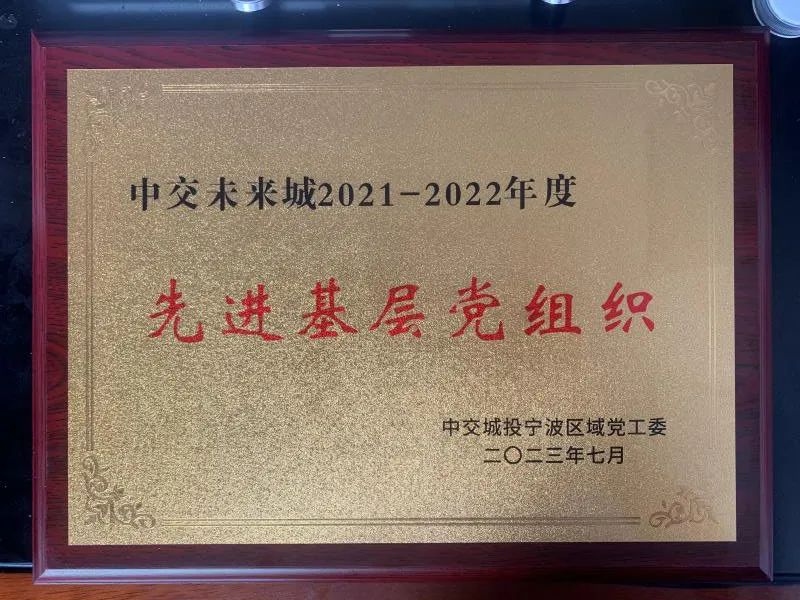 中交未来城2021-2022年度
先进基层党组织
中交城投宁波区域党工委
二〇二三年七月